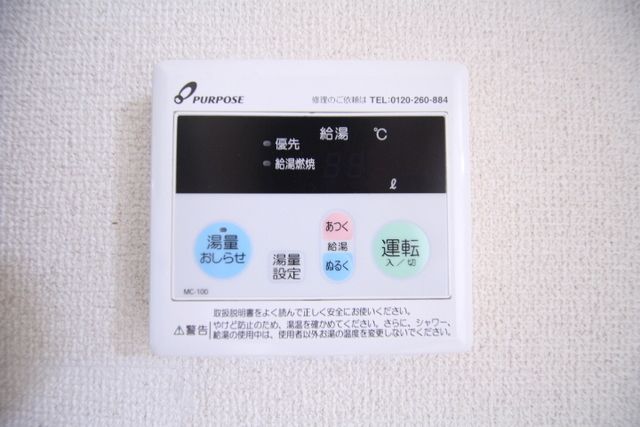 PURPOSE
修理のご依頼は TEL:0120-260-884
給湯 ℃
優先
給湯燃焼
ℓ
湯量
おしらせ
湯量
設定
あつく
給湯
ぬるく
運転
入/切
MC-100
取扱説明書をよく読んで正しく安全にお使いください。
⚠警告
やけど防止のため、湯温を確かめてください。さらに、シャワー、
給湯の使用中は、使用者以外お湯の温度を変更しないでください。